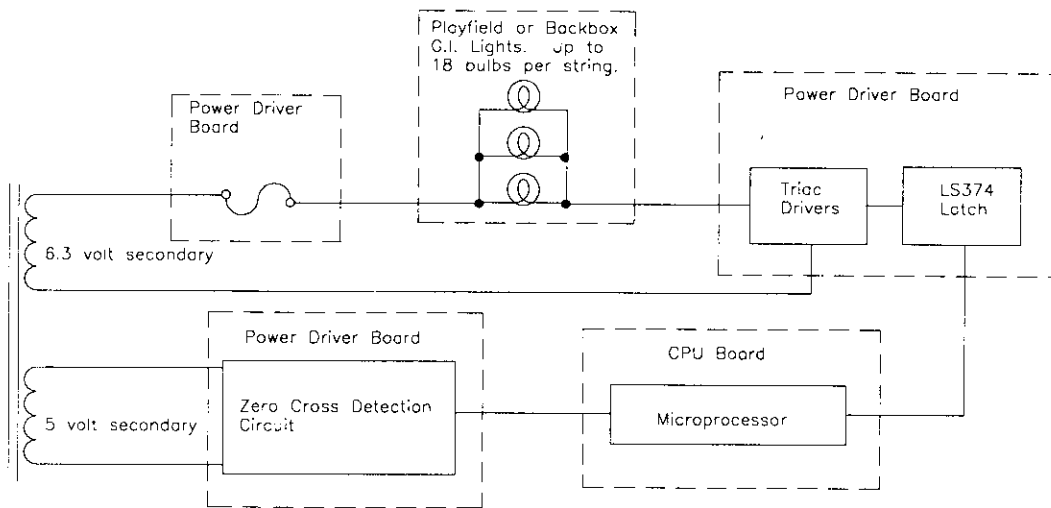 Playfield or Backbox
G.I. Lights. Up to
18 bulbs per string.
Power Driver
Board
Power Driver Board
Triac
Drivers
LS374
Latch
6.3 volt secondary
Power Driver Board
CPU Board
Zero Cross Detection
Circuit
Microprocessor
5 volt secondary